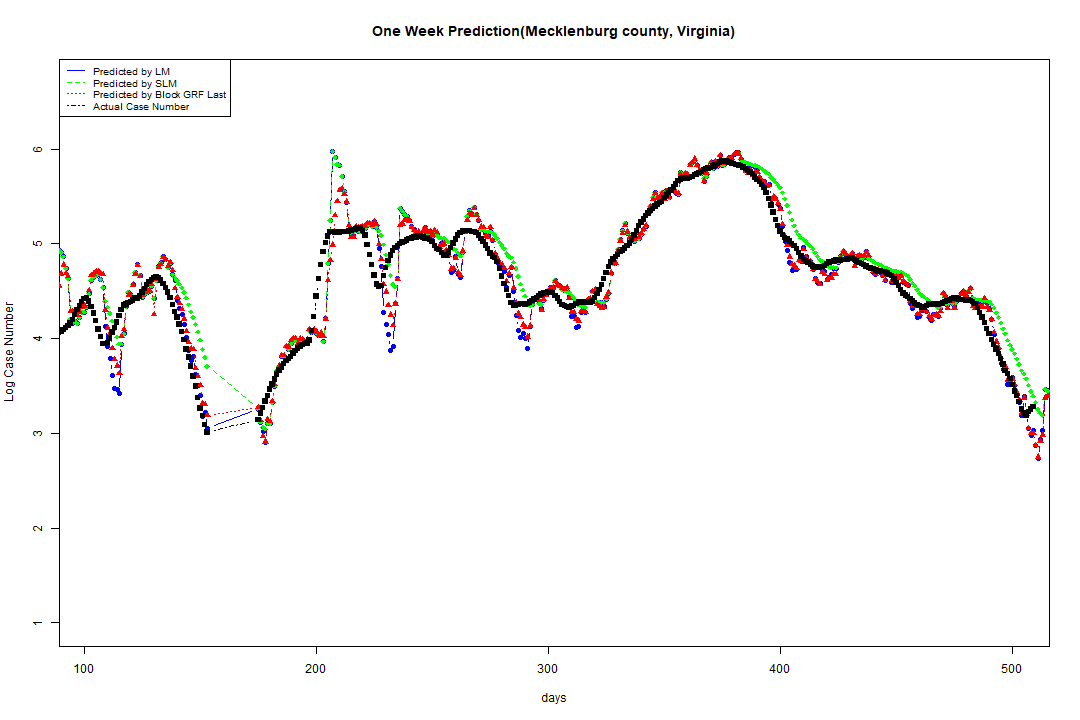 One Week Prediction(Mecklenburg county, Virginia)
Predicted by LM
Predicted by SLM
Predicted by Block GRF Last
Actual Case Number
Log Case Number
6
5
4
3
2
1
100 200 300 400 500
days